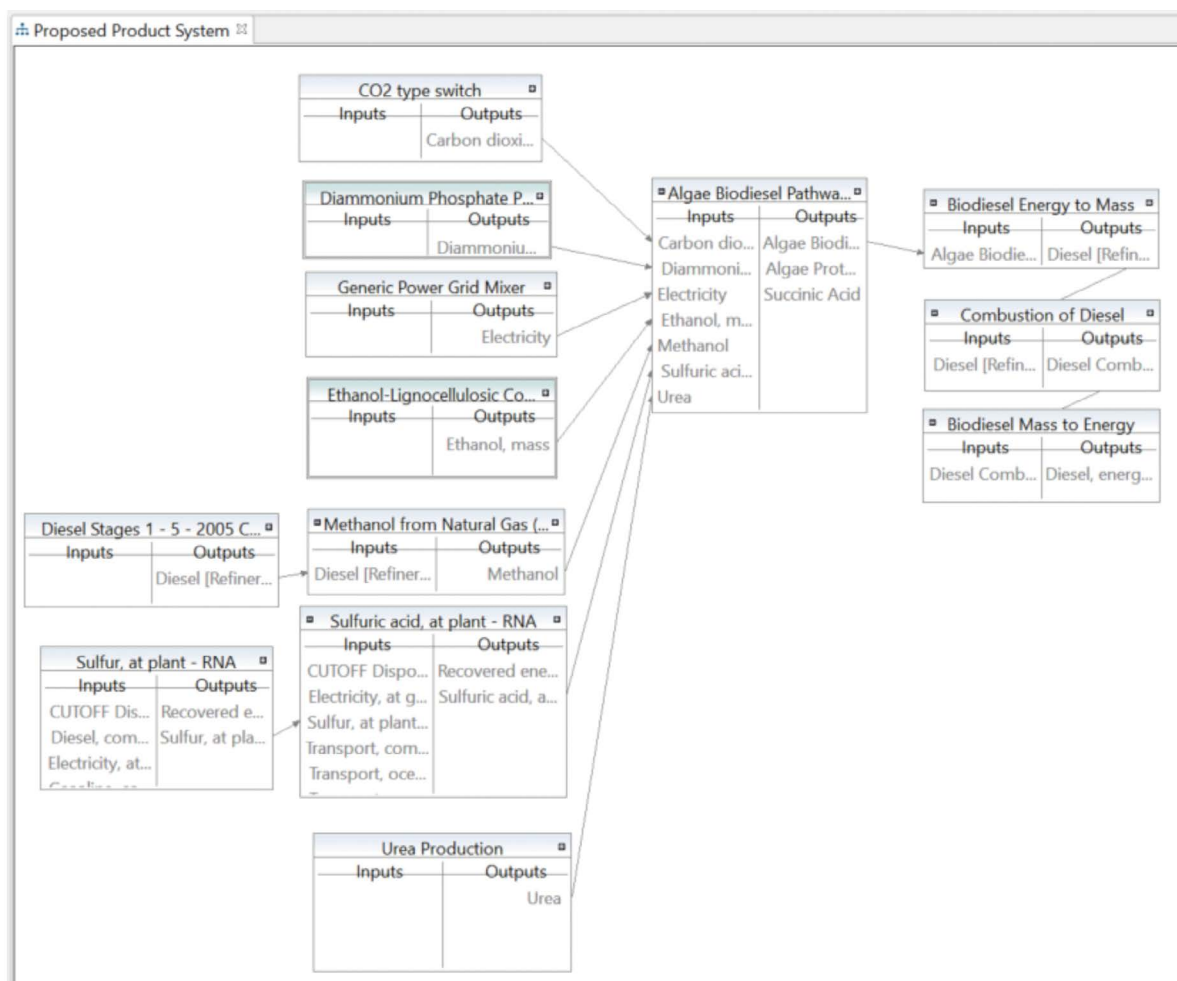 Proposed Product System
CO2 type switch
Inputs Outputs
Carbon dioxi...
Diammonium Phosphate P...
Inputs Outputs
Diammoniu...
Generic Power Grid Mixer
Inputs Outputs
Electricity
Ethanol-Lignocellulosic Co...
Inputs Outputs
Ethanol, mass
Diesel Stages 1 - 5 - 2005 C...
Inputs Outputs
Diesel [Refiner...
Methanol from Natural Gas (...
Inputs Outputs
Diesel [Refiner... Methanol
Sulfur, at plant - RNA
Inputs Outputs
CUTOFF Dis... Recovered e...
Diesel, com... Sulfur, at pla...
Electricity, at...
Sulfuric acid, at plant - RNA
Inputs Outputs
CUTOFF Dispo... Recovered ene...
Electricity, at g... Sulfuric acid, a...
Sulfur, at plant...
Transport, com...
Transport, oce...
Urea Production
Inputs Outputs
Urea
Algae Biodiesel Pathwa...
Inputs Outputs
Carbon dio... Algae Biodi...
Diammoni... Algae Prot...
Electricity Succinic Acid
Ethanol, m...
Methanol
Sulfuric aci...
Urea
Biodiesel Energy to Mass
Inputs Outputs
Algae Biodie... Diesel [Refin...
Combustion of Diesel
Inputs Outputs
Diesel [Refin... Diesel Comb...
Biodiesel Mass to Energy
Inputs Outputs
Diesel Comb... Diesel, energ...